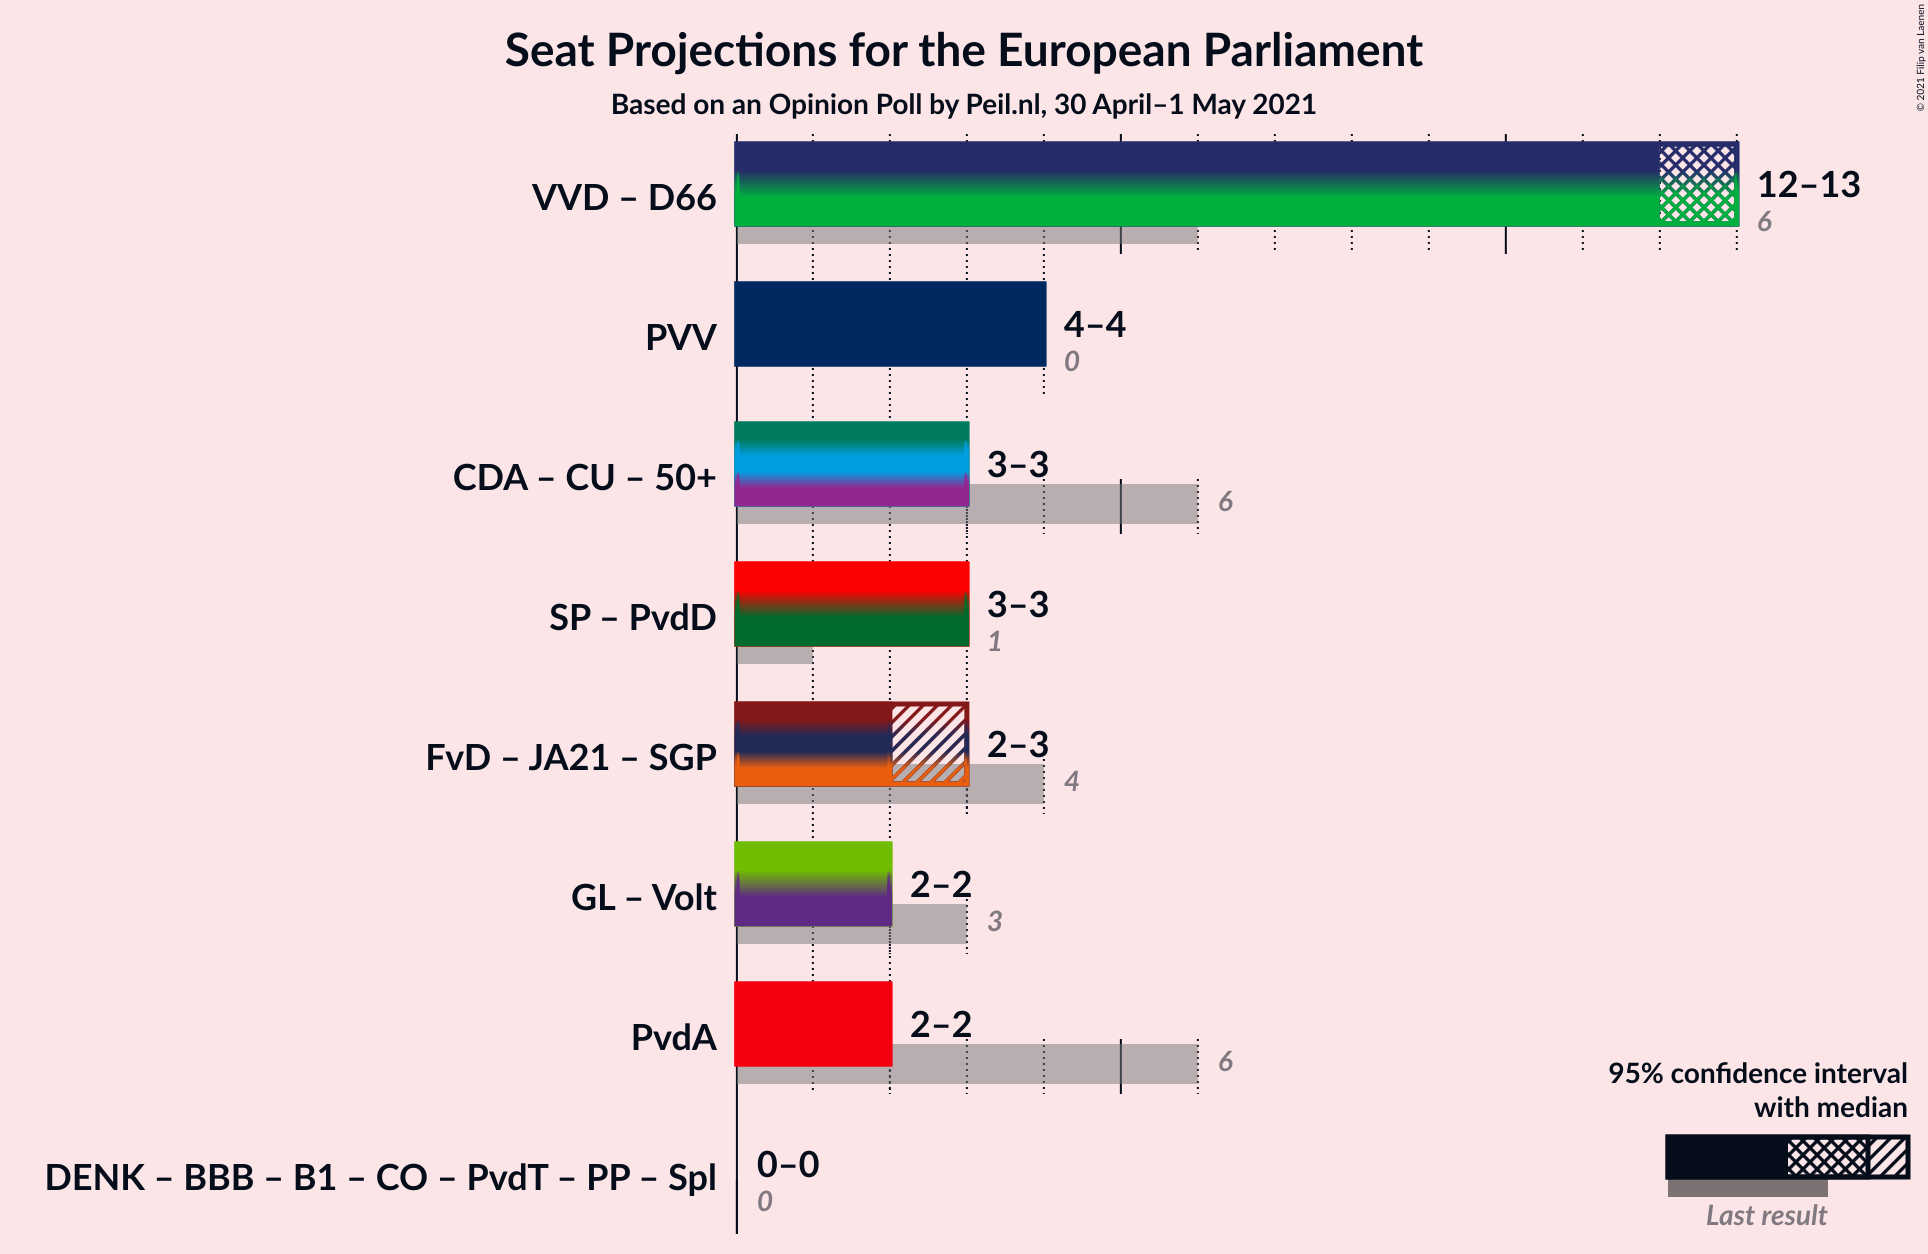 Seat Projections for the European Parliament
Based on an Opinion Poll by Peil.nl, 30 April–1 May 2021
© 2021 Filip van Laenen
VVD – D66
12–13
6
PVV
4–4
0
CDA – CU – 50+
3–3
6
SP – PvdD
3–3
1
FvD – JA21 – SGP
2–3
4
GL – Volt
2–2
3
PvdA
2–2
6
DENK – BBB – B1 – CO – PvdT – PP – Spl
0–0
0
95% confidence interval
with median
Last result